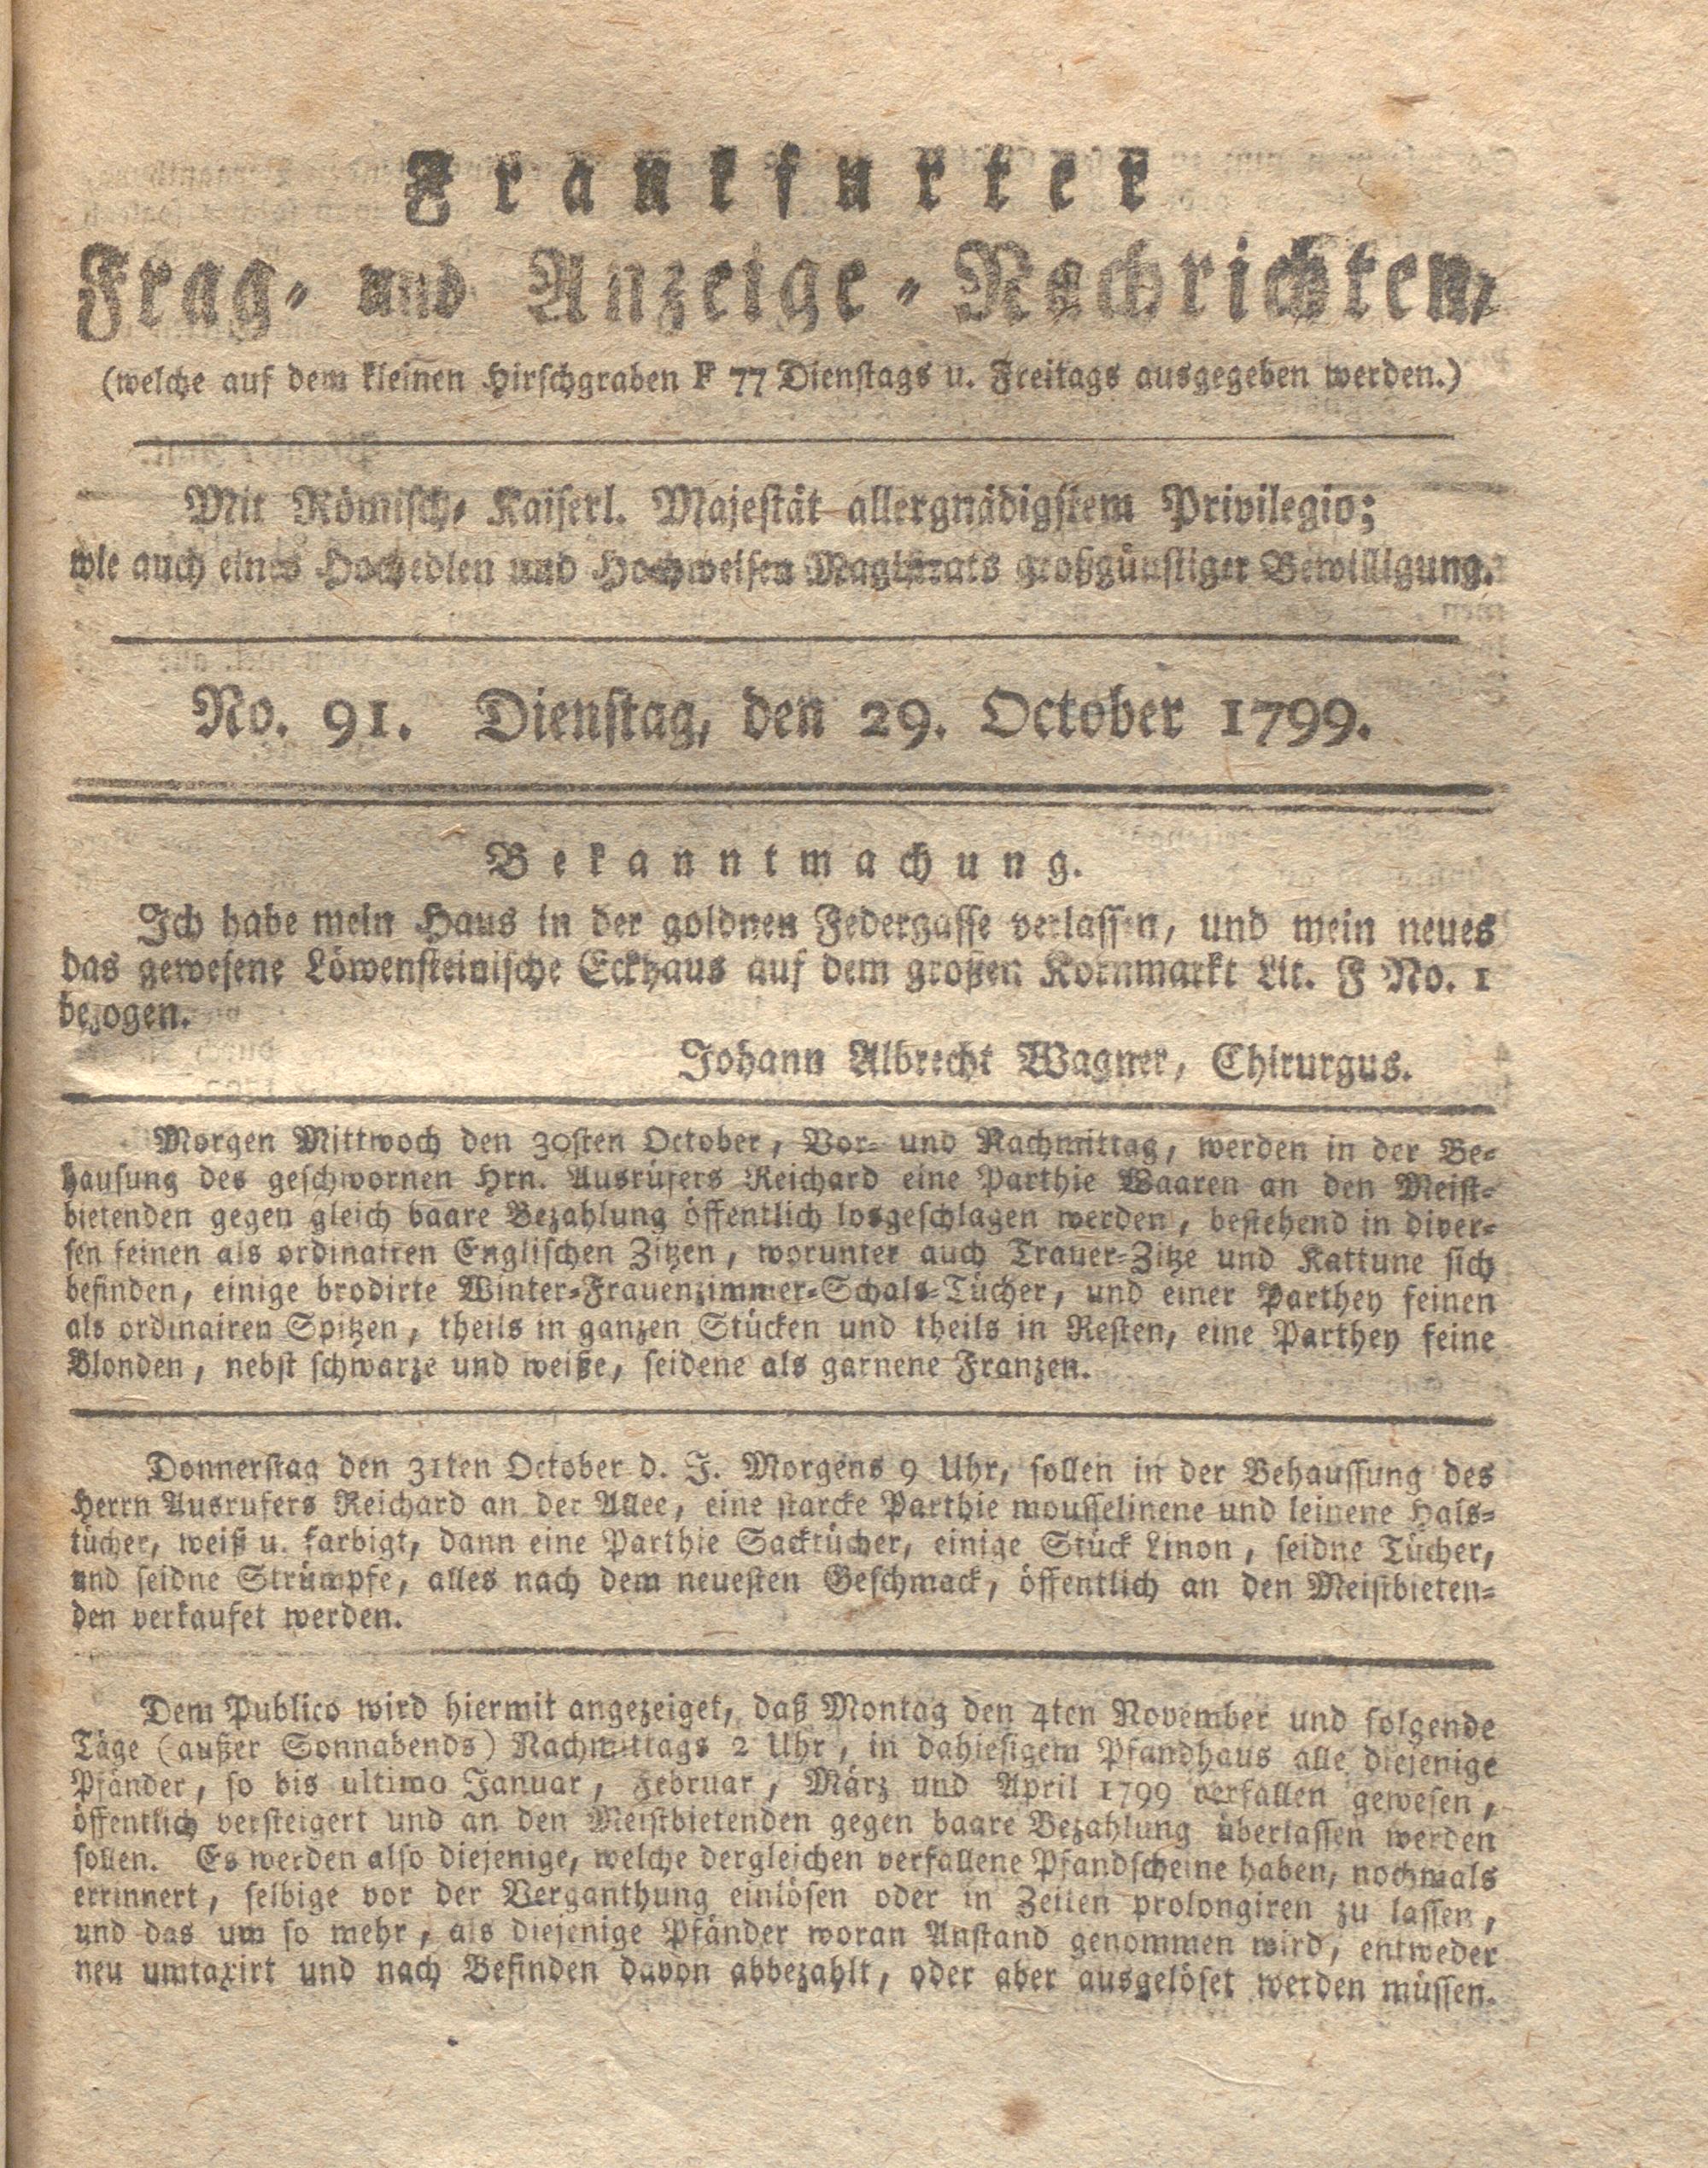 Frankfurter
Frag- und Anzeige-Nachrichten,
(welche auf dem kleinen Hirschgraben F 77 Dienstags u. Freitags ausgegeben werden.)
Mit Römisch- Kaiserl. Majestät allergnädigstem Privilegio;
wie auch eines Hochedlen und Hochweisen Magistrats großgünstiger Bewilligung.
No. 91. Dienstag, den 29. October 1799.
Bekanntmachung.
Ich habe mein Haus in der goldnen Federgasse verlassen, und mein neues
das gewesene Löwensteinische Eckhaus auf dem großen Kornmarkt Lit. F No. 1
bezogen.
Johann Albrecht Wagner, Chirurgus.
Morgen Mittwoch den 30sten October, Vor- und Nachmittag, werden in der Be-
hausung des geschwornen Hrn. Ausrüfers Reichard eine Parthie Waaren an den Meist-
bietenden gegen gleich baare Bezahlung öffentlich losgeschlagen werden, bestehend in diver-
sen feinen als ordinairen Englischen Zitzen, worunter auch Trauer-Zitze und Kattune sich
befinden, einige brodirte Winter-Frauenzimmer-Schals-Tücher, und einer Parthey feinen
als ordinairen Spitzen, theils in ganzen Stücken und theils in Resten, eine Parthey feine
Blonden, nebst schwarze und weiße, seidene als garnene Franzen.
Donnerstag den 31ten October d. J. Morgens 9 Uhr, sollen in der Behaussung des
Herrn Ausrufers Reichard an der Allee, eine starcke Parthie mousselinene und leinene Hals-
tücher, weiß u. farbigt, dann eine Parthie Sacktücher, einige Stück Linon, seidne Tücher,
und seidne Strümpfe, alles nach dem neuesten Geschmack, öffentlich an den Meistbieten-
den verkaufet werden.
Dem Publico wird hiermit angezeiget, daß Montag den 4ten November und folgende
Täge (außer Sonnabends) Nachmittags 2 Uhr, in dahiesigem Pfandhaus alle diejenige
Pfänder, so bis ultimo Januar, Februar, März und April 1799 verfallen gewesen,
öffentlich versteigert und an den Meistbietenden gegen baare Bezahlung überlassen werden
sollen. Es werden also diejenige, welche dergleichen verfallene Pfandscheine haben, nochmals
errinnert, selbige vor der Verganthung einlösen oder in Zeiten prolongiren zu lassen,
und das um so mehr, als diejenige Pfänder woran Anstand genommen wird, entweder
neu umtaxirt und nach Befinden davon abbezahlt, oder aber ausgelöset werden müssen.